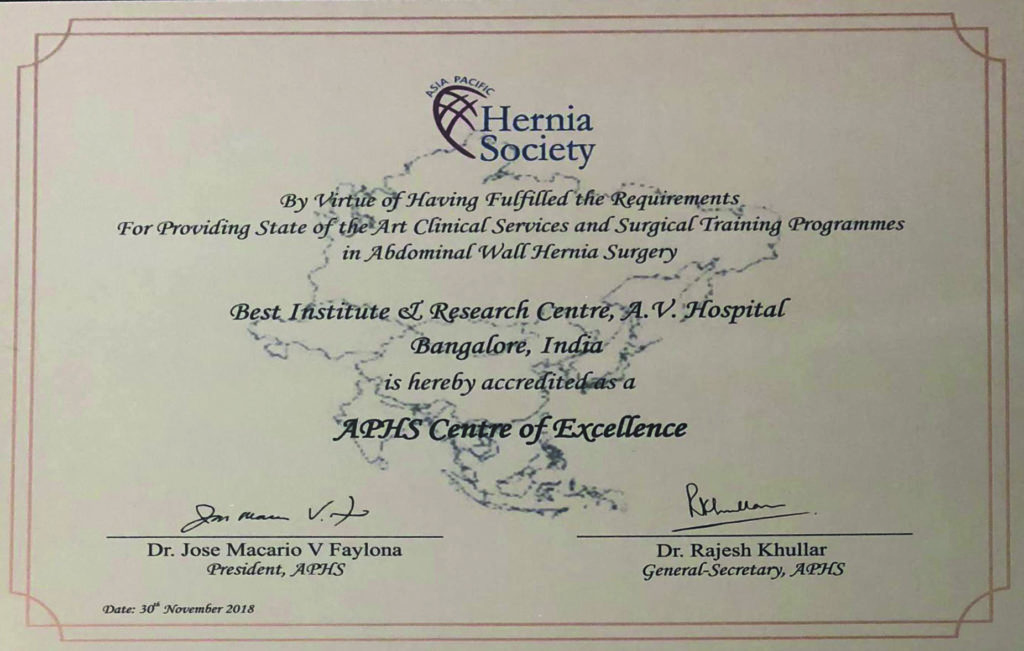 ASIA PACIFIC
Hernia
Society
By Virtue of Having Fulfilled the Requirements
For Providing State of the Art Clinical Services and Surgical Training Programmes
in Abdominal Wall Hernia Surgery
Best Institute & Research Centre, A.V. Hospital
Bangalore, India
is hereby accredited as a
APHS Centre of Excellence
Dr. Jose Macario V Faylona
President, APHS
RKhullar
Dr. Rajesh Khullar
General-Secretary, APHS
Date: 30th November 2018